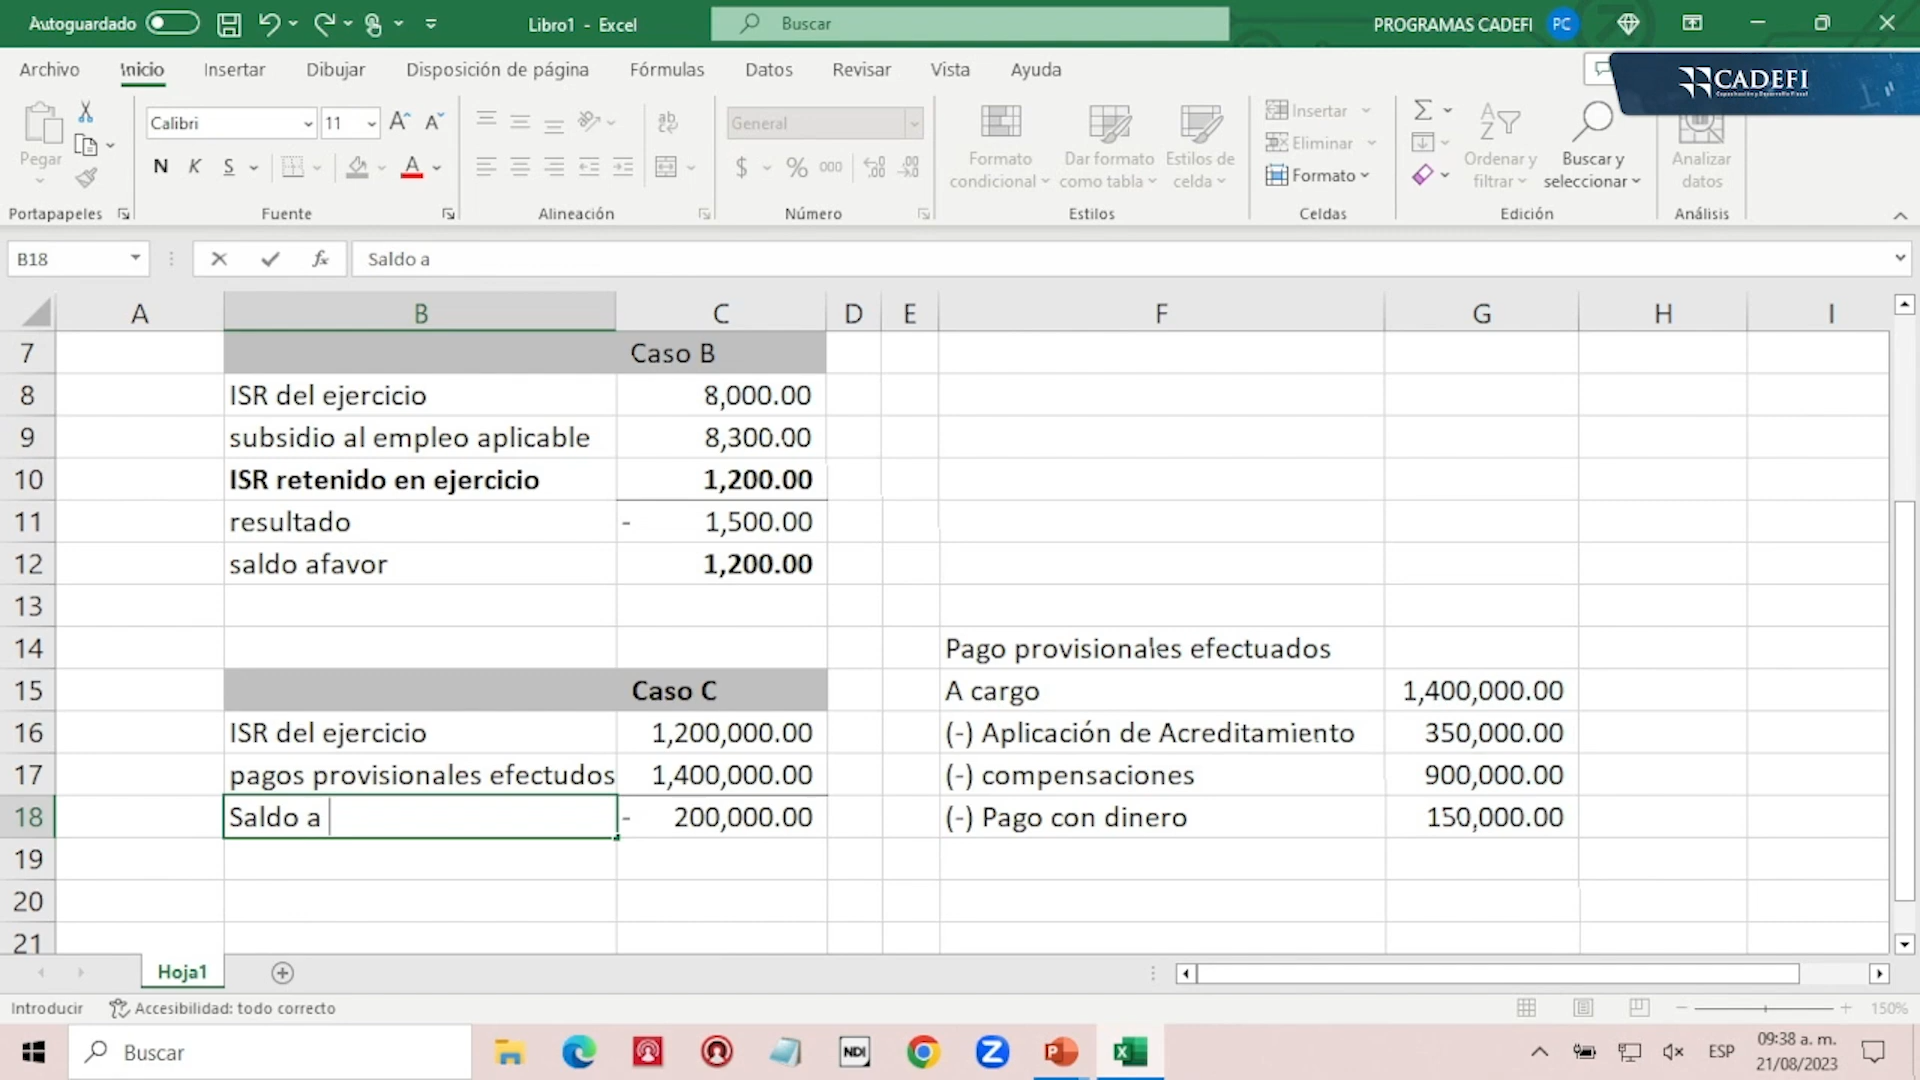 Autoguardado
Libro1 - Excel
Buscar
PROGRAMAS CADEFI
PC
Archivo Inicio Insertar Dibujar Disposición de página Fórmulas Datos Revisar Vista Ayuda
CADEFI
Pegar
Calibri 11
N K S
ab
General
$ % 000
Formato condicional
Dar formato como tabla
Estilos de celda
Insertar
Eliminar
Formato
Ordenar y filtrar
Buscar y seleccionar
Analizar datos
Portapapeles Fuente Alineación Número Estilos Celdas Edición Análisis
B18 fx Saldo a
A B C D E F G H I
7 Caso B
8 ISR del ejercicio 8,000.00
9 subsidio al empleo aplicable 8,300.00
10 ISR retenido en ejercicio 1,200.00
11 resultado - 1,500.00
12 saldo afavor 1,200.00
13
14 Pago provisionales efectuados
15 Caso C A cargo 1,400,000.00
16 ISR del ejercicio 1,200,000.00 (-) Aplicación de Acreditamiento 350,000.00
17 pagos provisionales efectudos 1,400,000.00 (-) compensaciones 900,000.00
18 Saldo a - 200,000.00 (-) Pago con dinero 150,000.00
19
20
21
Hoja1
Introducir Accesibilidad: todo correcto 150%
Buscar
NDI
ESP
09:38 a. m.
21/08/2023